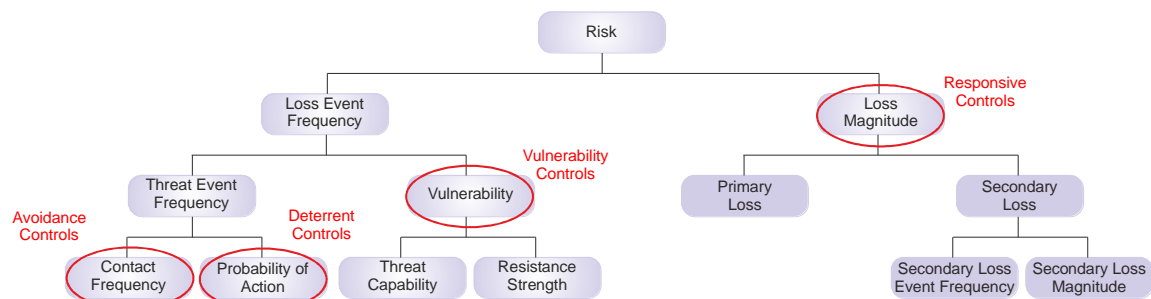 Risk
Responsive
Controls
Loss Event
Frequency
Loss
Magnitude
Vulnerability
Controls
Threat Event
Frequency
Vulnerability
Primary
Loss
Secondary
Loss
Avoidance
Controls
Deterrent
Controls
Contact
Frequency
Probability of
Action
Threat
Capability
Resistance
Strength
Secondary Loss
Event Frequency
Secondary Loss
Magnitude